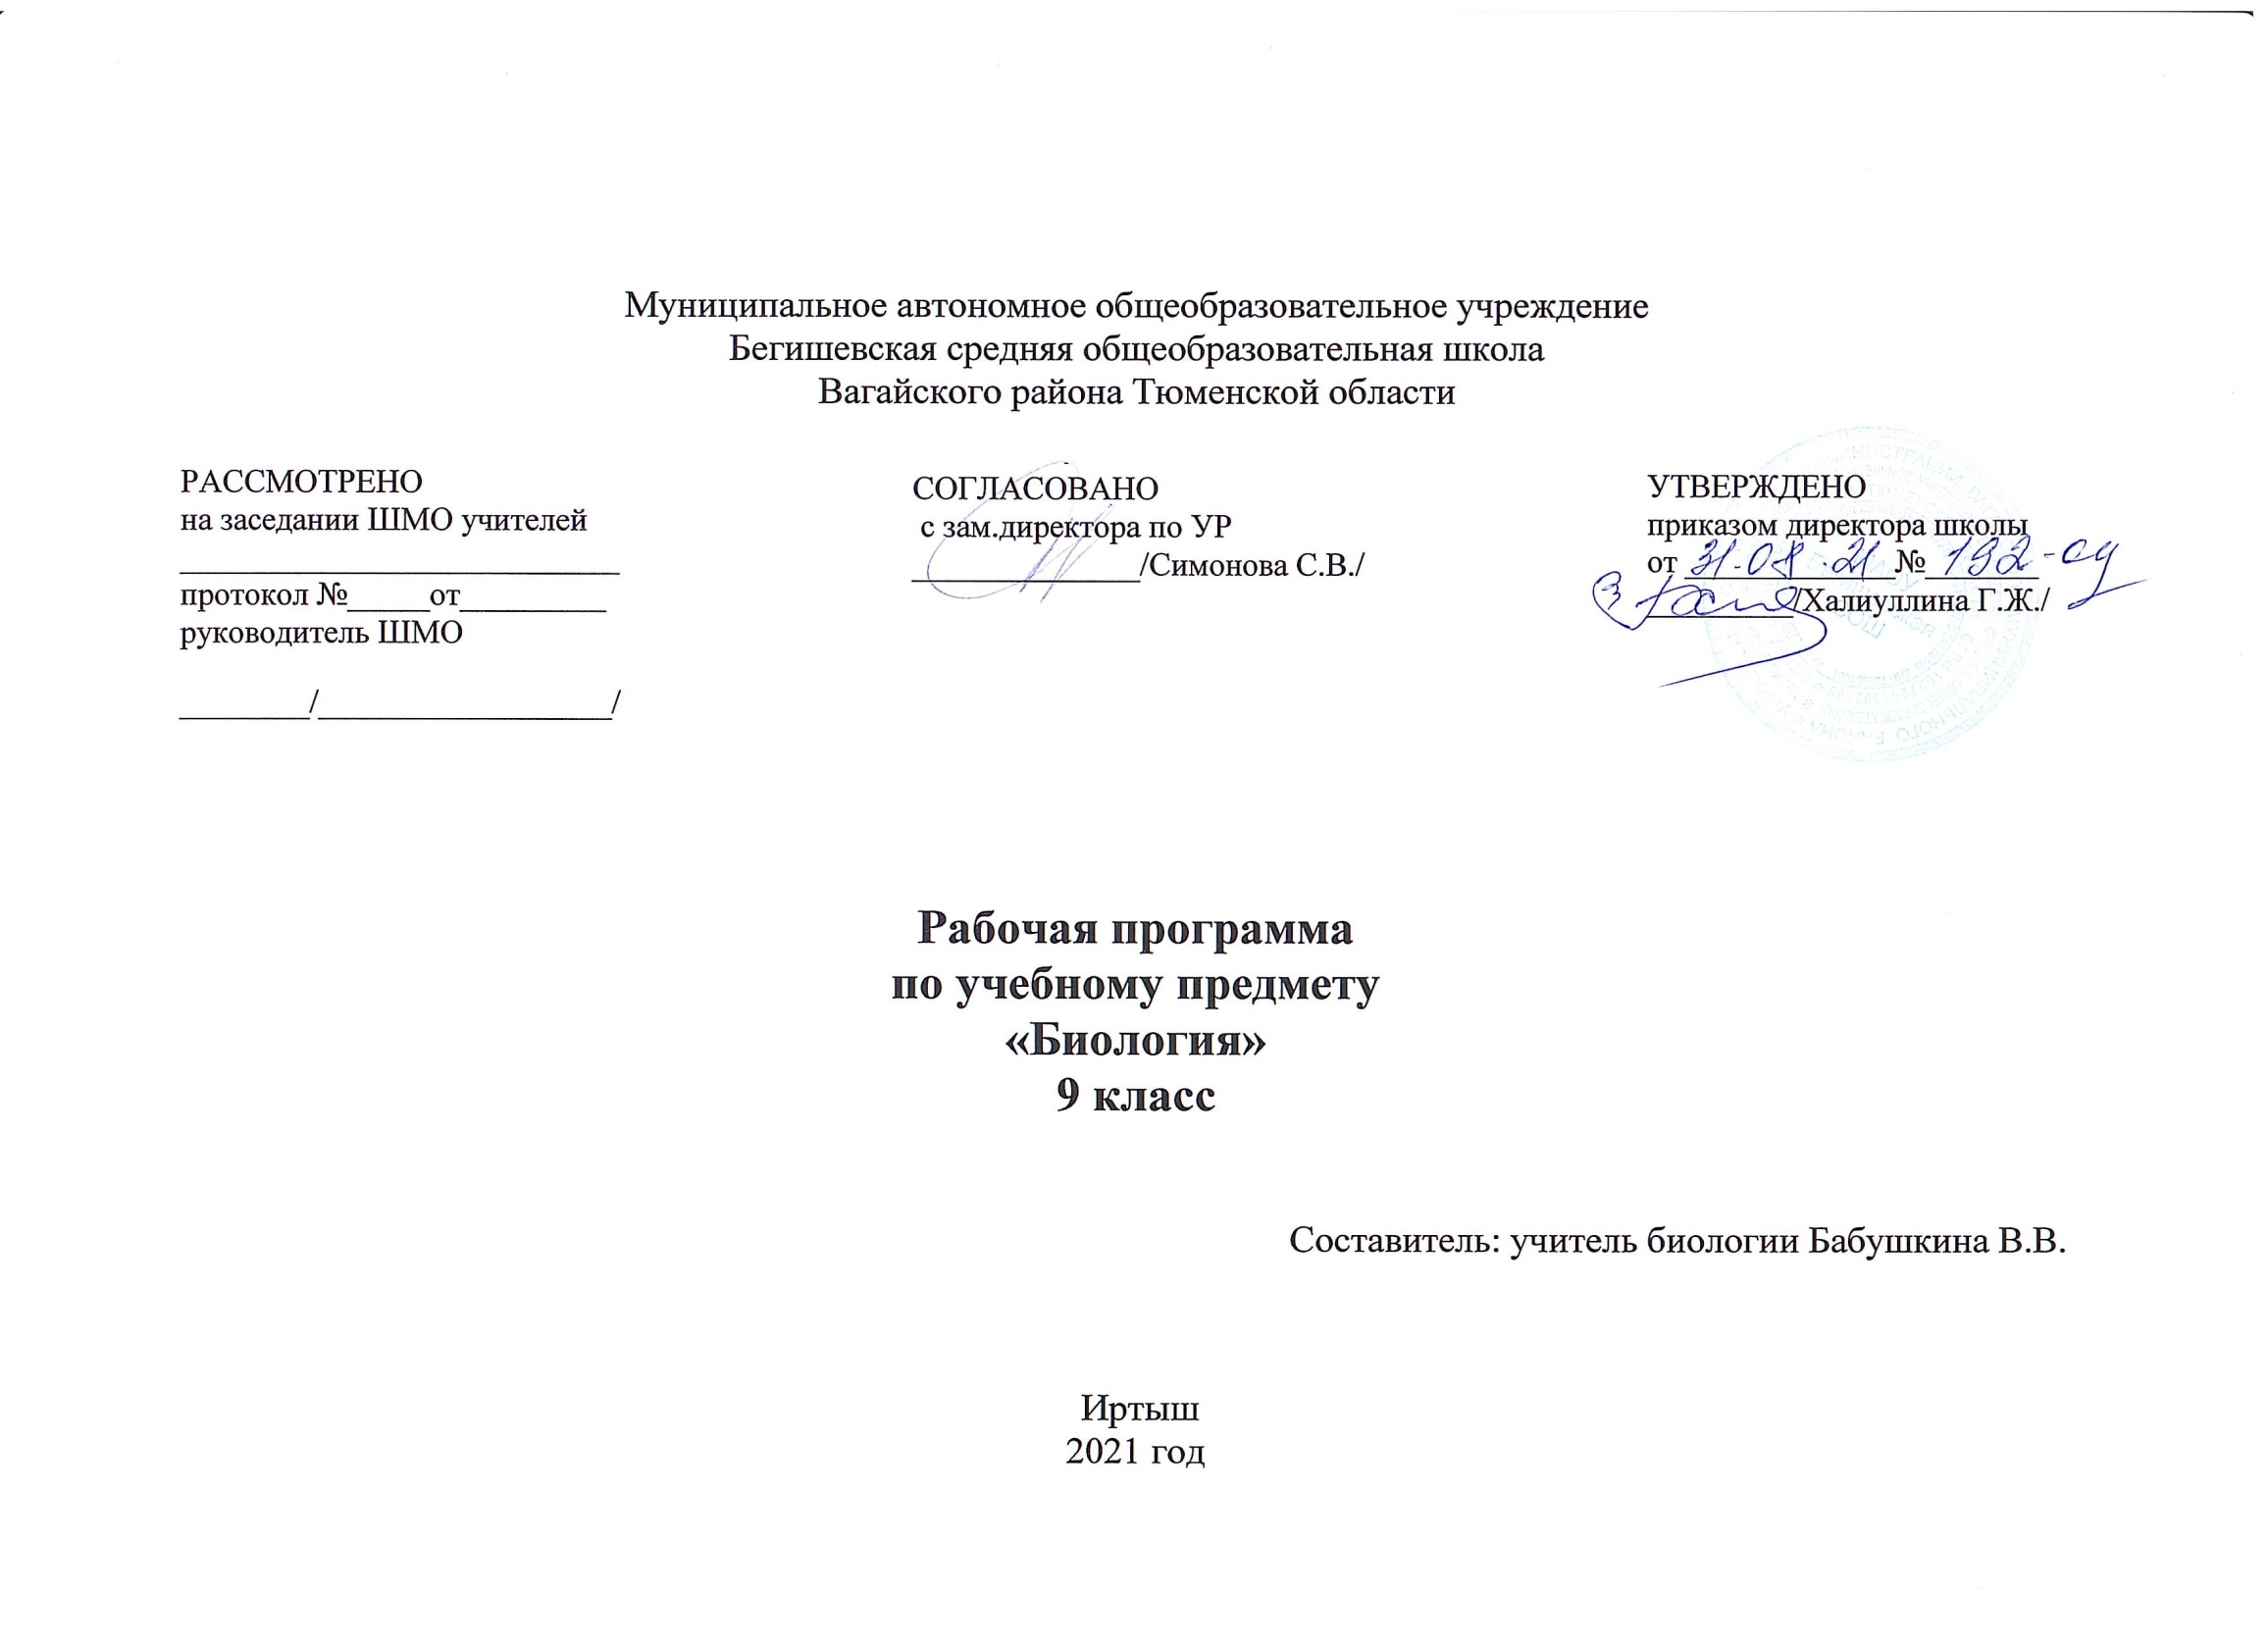 Муниципальное автономное общеобразовательное учреждение
Бегишевская средняя общеобразовательная школа
Вагайского района Тюменской области
РАССМОТРЕНО
на заседании ШМО учителей
___________________________
протокол №_____от_________
руководитель ШМО
________/__________________/
СОГЛАСОВАНО
с зам.директора по УР
______________/Симонова С.В./
УТВЕРЖДЕНО
приказом директора школы
от 31.08.21 № 192-од
_________/Халиуллина Г.Ж./
Рабочая программа
по учебному предмету
«Биология»
9 класс
Составитель: учитель биологии Бабушкина В.В.
Иртыш
2021 год